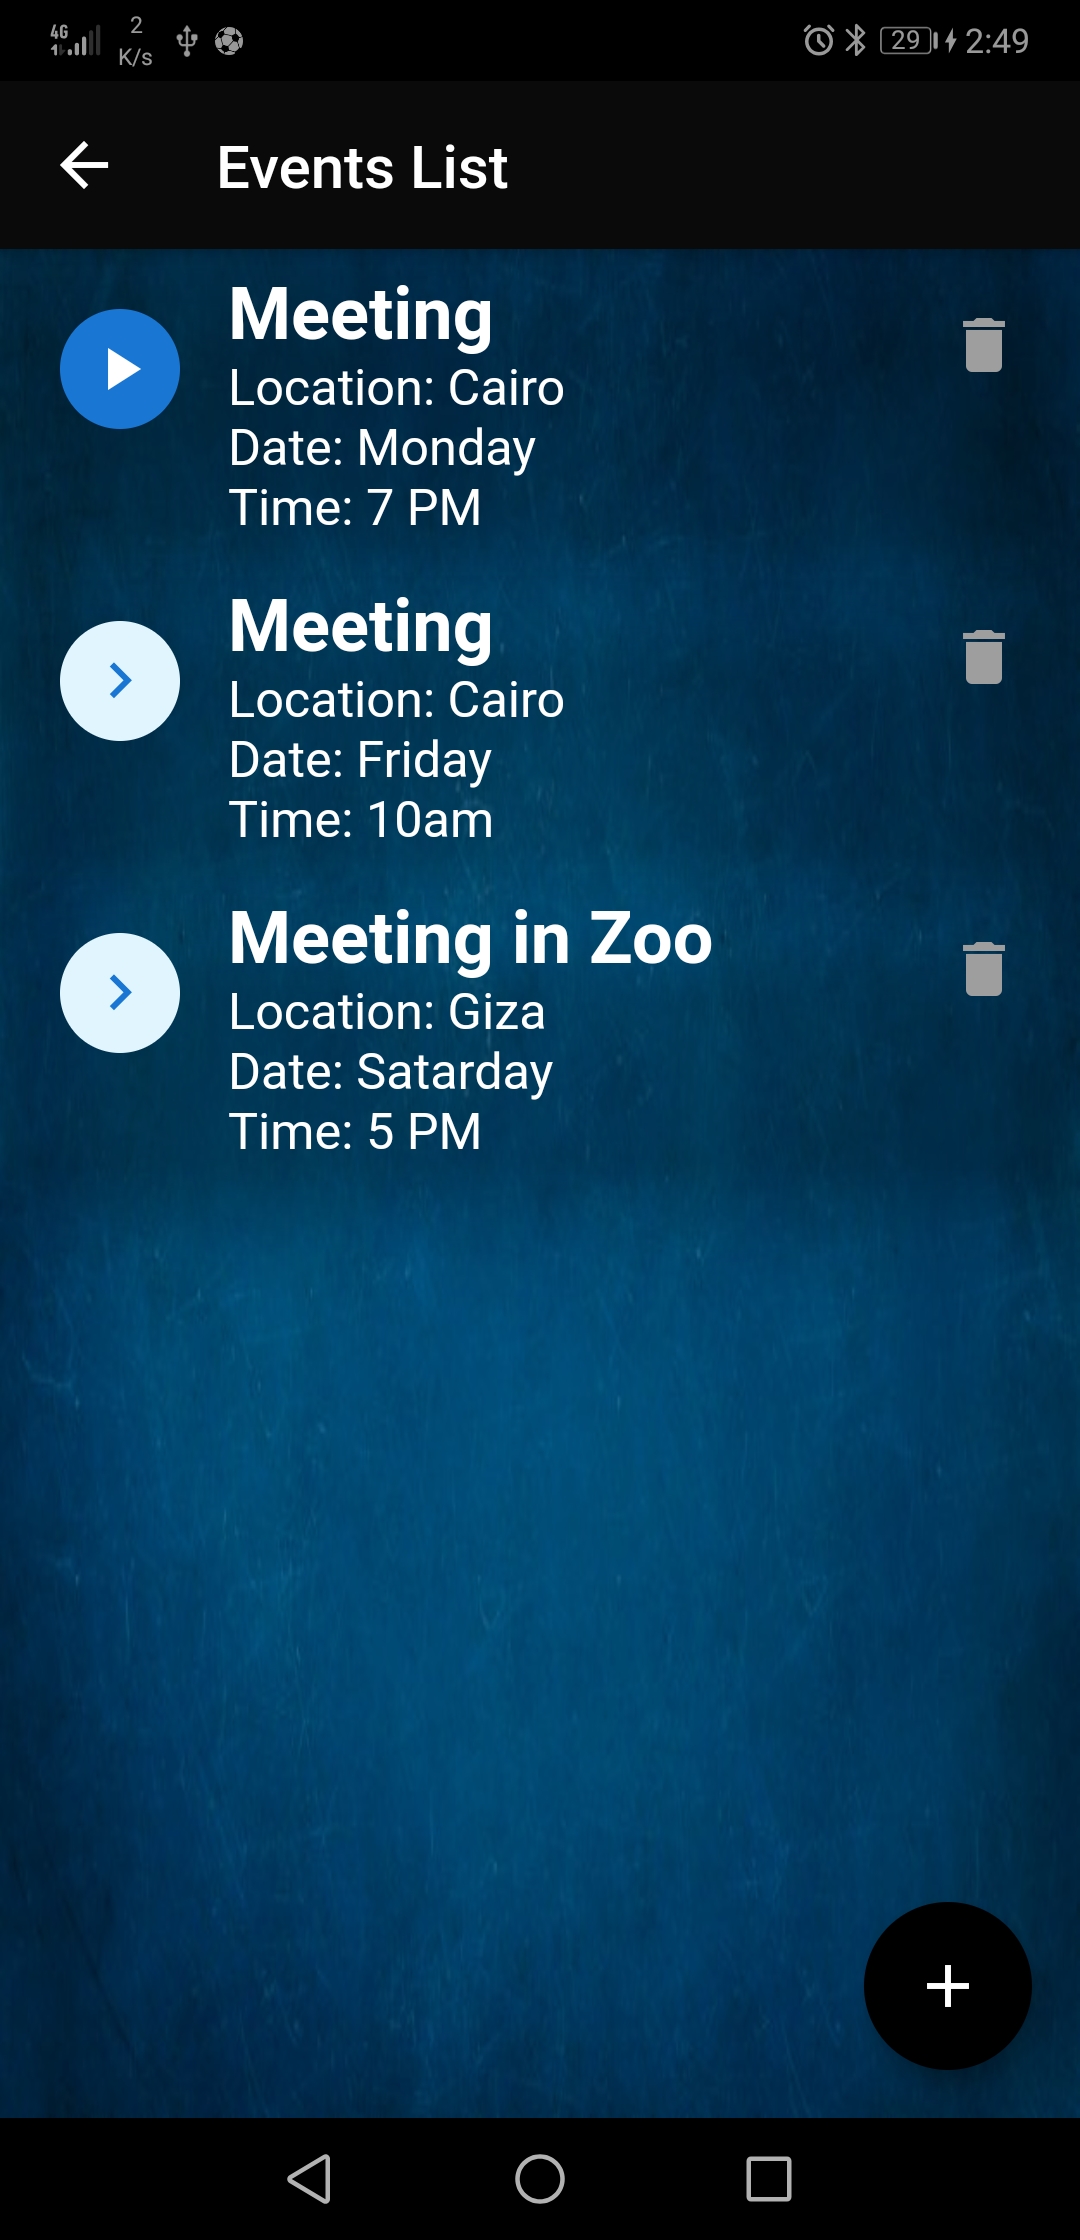 4G
2
K/s
29
2:49
Events List
Meeting
Location: Cairo
Date: Monday
Time: 7 PM
Meeting
Location: Cairo
Date: Friday
Time: 10am
Meeting in Zoo
Location: Giza
Date: Satarday
Time: 5 PM